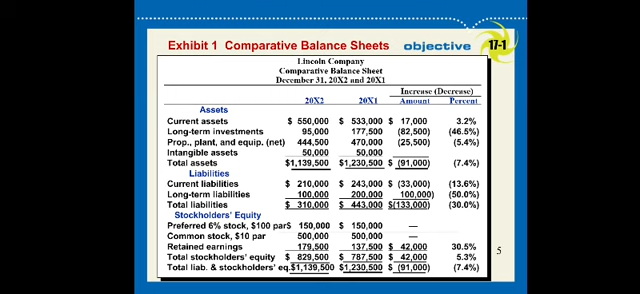 Exhibit 1 Comparative Balance Sheets objective 17-1
Lincoln Company
Comparative Balance Sheet
December 31, 20X2 and 20X1
Increase (Decrease)
20X2 20X1 Amount Percent
Assets
Current assets $ 550,000 $ 533,000 $ 17,000 3.2%
Long-term investments 95,000 177,500 (82,500) (46.5%)
Prop., plant, and equip. (net) 444,500 470,000 (25,500) (5.4%)
Intangible assets 50,000 50,000
Total assets $1,139,500 $1,230,500 $ (91,000) (7.4%)
Liabilities
Current liabilities $ 210,000 $ 243,000 $ (33,000) (13.6%)
Long-term liabilities 100,000 200,000 100,000) (50.0%)
Total liabilities $ 310,000 $ 443,000 $(133,000) (30.0%)
Stockholders' Equity
Preferred 6% stock, $100 par$ 150,000 $ 150,000 —
Common stock, $10 par 500,000 500,000 —
Retained earnings 179,500 137,500 $ 42,000 30.5%
Total stockholders' equity $ 829,500 $ 787,500 $ 42,000 5.3%
Total liab. & stockholders' eq.$1,139,500 $1,230,500 $ (91,000) (7.4%)
5